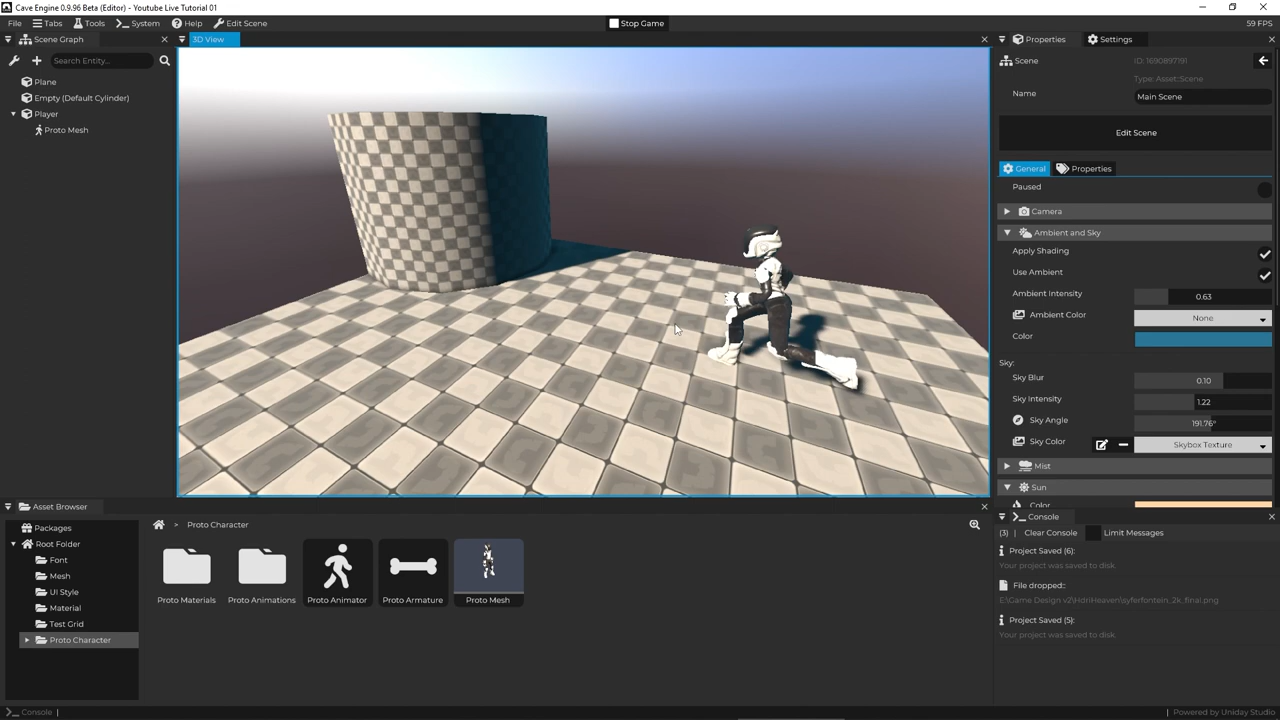 Cave Engine 0.9.96 Beta (Editor) - Youtube Live Tutorial 01
File Tabs Tools System Help Edit Scene Stop Game 59 FPS
Scene Graph
Search Entity...
Plane
Empty (Default Cylinder)
Player
Proto Mesh
3D View
Properties Settings
Scene ID: 1690897191
Type: Asset:Scene
Name Main Scene
Edit Scene
General Properties
Paused
Camera
Ambient and Sky
Apply Shading
Use Ambient
Ambient Intensity 0.63
Ambient Color None.
Color
Sky:
Sky Blur 0.10
Sky Intensity 1.22
Sky Angle 191.76°
Sky Color Skybox Texture
Mist
Sun
Color
Asset Browser
Packages
Root Folder
Font
Mesh
UI Style
Material
Test Grid
Proto Character
> Proto Character
Proto Materials Proto Animations Proto Animator Proto Armature Proto Mesh
Console
(3) Clear Console Limit Messages
Project Saved (6):
Your project was saved to disk.
File dropped::
E:\Game Design v2\HdriHeaven\syferfontein_2k, final.png
Project Saved (5):
Your project was saved to disk.
Console | | Powered by Uniday Studio